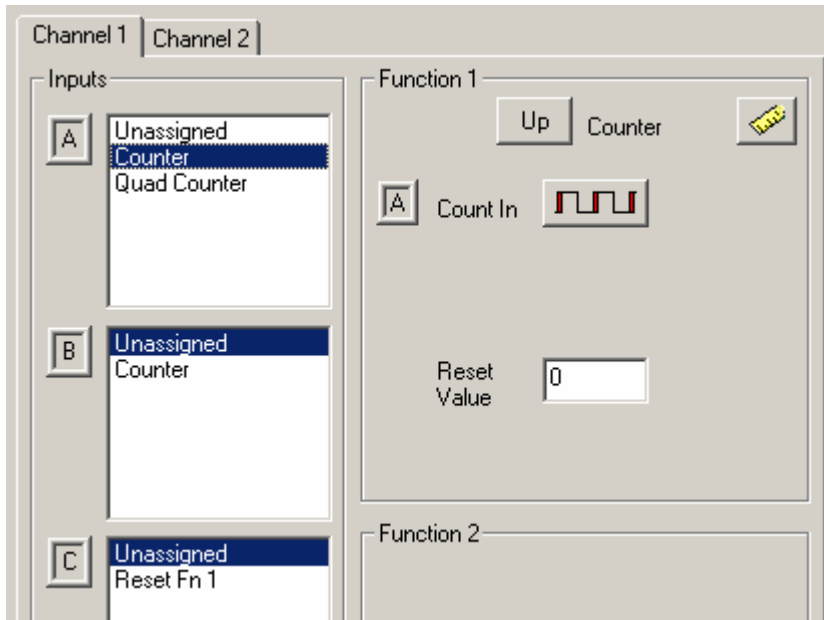 Channel 1
Channel 2
Inputs
A
Unassigned
Counter
Quad Counter
B
Unassigned
Counter
C
Unassigned
Reset Fn 1
Function 1
Up
Counter
A
Count In
Reset
Value
0
Function 2